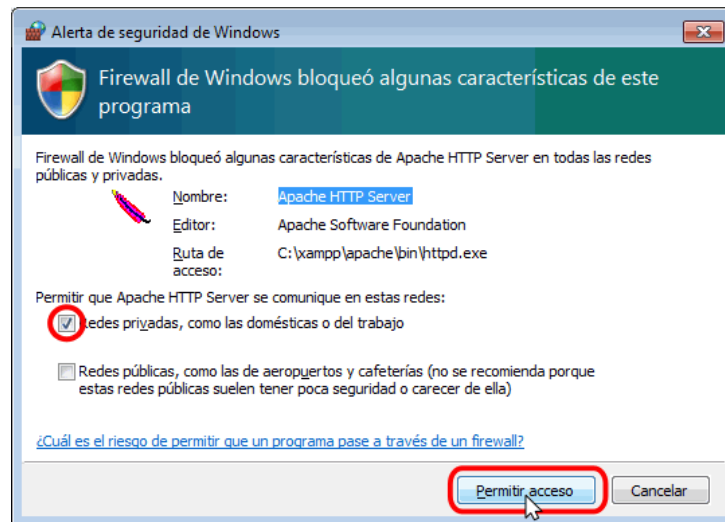 Alerta de seguridad de Windows
Firewall de Windows bloqueó algunas características de este
programa
Firewall de Windows bloqueó algunas características de Apache HTTP Server en todas las redes
públicas y privadas.
Nombre: Apache HTTP Server
Editor: Apache Software Foundation
Ruta de acceso: C:\xampp\apache\bin\httpd.exe
Permitir que Apache HTTP Server se comunique en estas redes:
Redes privadas, como las domésticas o del trabajo
Redes públicas, como las de aeropuertos y cafeterías (no se recomienda porque
estas redes públicas suelen tener poca seguridad o carecer de ella)
¿Cuál es el riesgo de permitir que un programa pase a través de un firewall?
Permitir acceso Cancelar